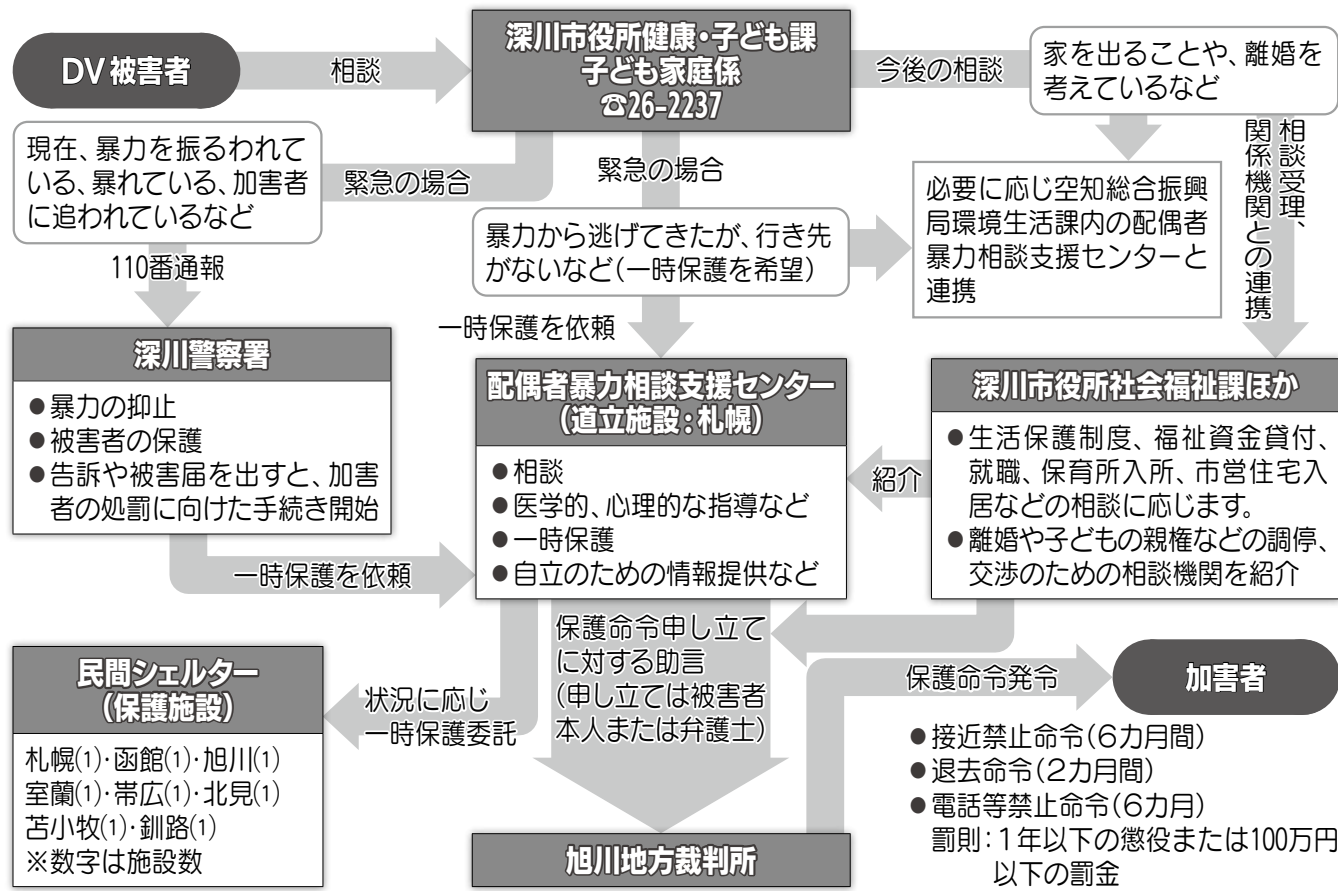 DV被害者
相談
深川市役所健康・子ども課
子ども家庭係
☎26-2237
今後の相談
家を出ることや、離婚を
考えているなど
現在、暴力を振るわれて
いる、暴れている、加害者
に追われているなど
緊急の場合
緊急の場合
相談受理、
関係機関との連携
必要に応じ空知総合振興
局環境生活課内の配偶者
暴力相談支援センターと
連携
暴力から逃げてきたが、行き先
がないなど(一時保護を希望)
110番通報
一時保護を依頼
深川警察署
●暴力の抑止
●被害者の保護
●告訴や被害届を出すと、加害
者の処罰に向けた手続き開始
配偶者暴力相談支援センター
(道立施設:札幌)
●相談
●医学的、心理的な指導など
●一時保護
●自立のための情報提供など
紹介
深川市役所社会福祉課ほか
●生活保護制度、福祉資金貸付、
就職、保育所入所、市営住宅入
居などの相談に応じます。
●離婚や子どもの親権などの調停、
交渉のための相談機関を紹介
一時保護を依頼
民間シェルター
(保護施設)
札幌(1)・函館(1)・旭川(1)
室蘭(1)・帯広(1)・北見(1)
苫小牧(1)・釧路(1)
※数字は施設数
状況に応じ
一時保護委託
保護命令申し立て
に対する助言
(申し立ては被害者
本人または弁護士)
旭川地方裁判所
保護命令発令
加害者
●接近禁止命令(6カ月間)
●退去命令(2カ月間)
●電話等禁止命令(6カ月)
罰則:1年以下の懲役または100万円
以下の罰金